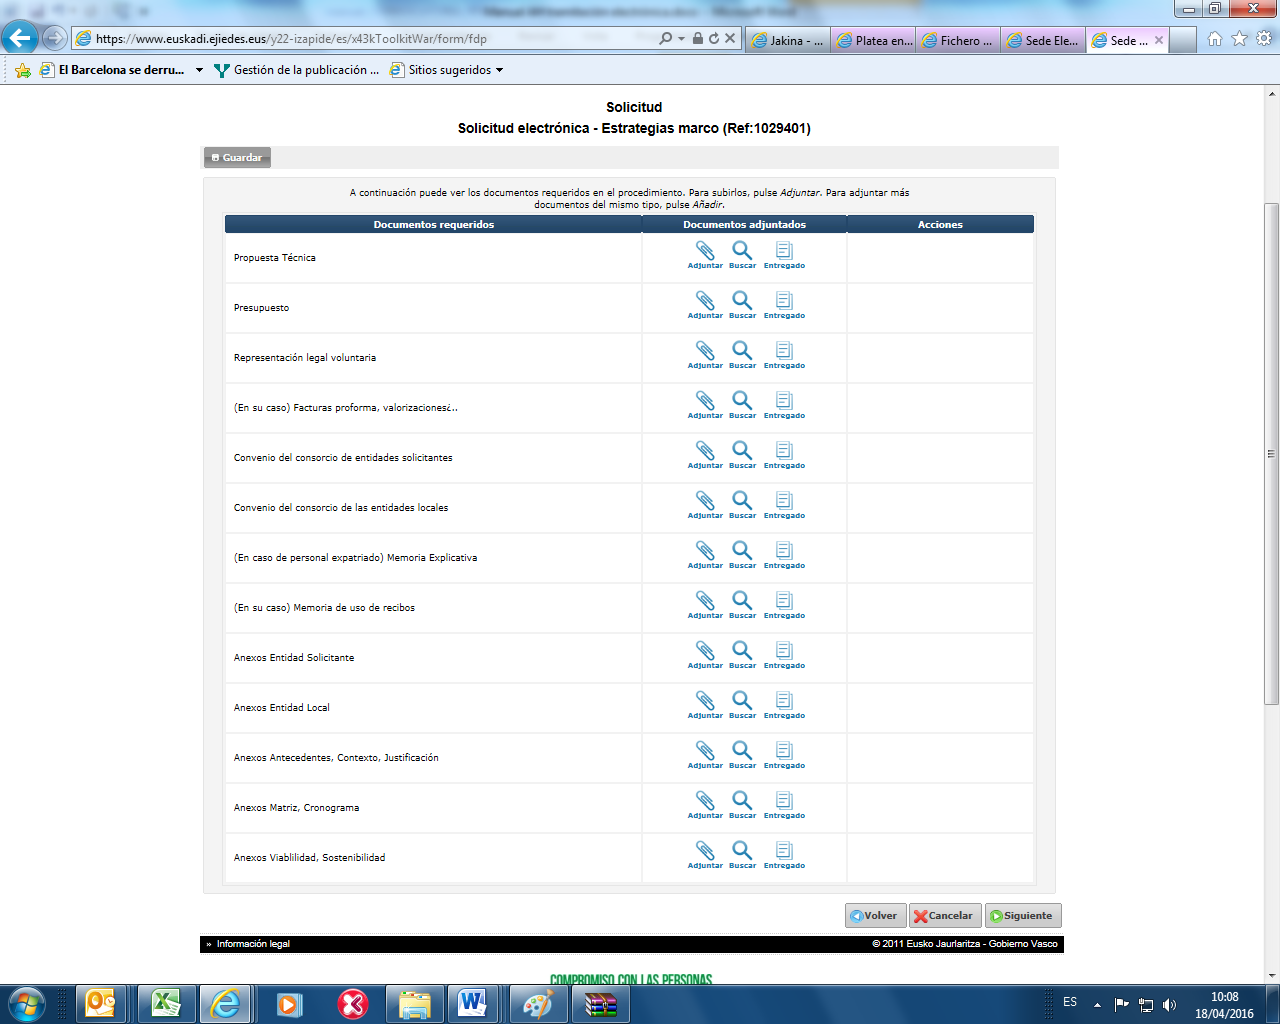 https://www.euskadi.ejiedes.eus/y22-izapide/es/x43kToolkitWar/form/fdp
Jakina - ...
Platea en...
Fichero ...
Sede Ele...
Sede ...
El Barcelona se derru...
Gestión de la publicación ...
Sitios sugeridos
Solicitud
Solicitud electrónica - Estrategias marco (Ref:1029401)
Guardar
A continuación puede ver los documentos requeridos en el procedimiento. Para subirlos, pulse Adjuntar. Para adjuntar más
documentos del mismo tipo, pulse Añadir.
Documentos requeridos Documentos adjuntados Acciones
Propuesta Técnica
Adjuntar Buscar Entregado
Presupuesto
Adjuntar Buscar Entregado
Representación legal voluntaria
Adjuntar Buscar Entregado
(En su caso) Facturas proforma, valorizaciones¿..
Adjuntar Buscar Entregado
Convenio del consorcio de entidades solicitantes
Adjuntar Buscar Entregado
Convenio del consorcio de las entidades locales
Adjuntar Buscar Entregado
(En caso de personal expatriado) Memoria Explicativa
Adjuntar Buscar Entregado
(En su caso) Memoria de uso de recibos
Adjuntar Buscar Entregado
Anexos Entidad Solicitante
Adjuntar Buscar Entregado
Anexos Entidad Local
Adjuntar Buscar Entregado
Anexos Antecedentes, Contexto, Justificación
Adjuntar Buscar Entregado
Anexos Matriz, Cronograma
Adjuntar Buscar Entregado
Anexos Viablilidad, Sostenibilidad
Adjuntar Buscar Entregado
Volver Cancelar Siguiente
» Información legal © 2011 Eusko Jaurlaritza - Gobierno Vasco
COMPROMISO CON LAS PERSONAS
ES
10:08
18/04/2016